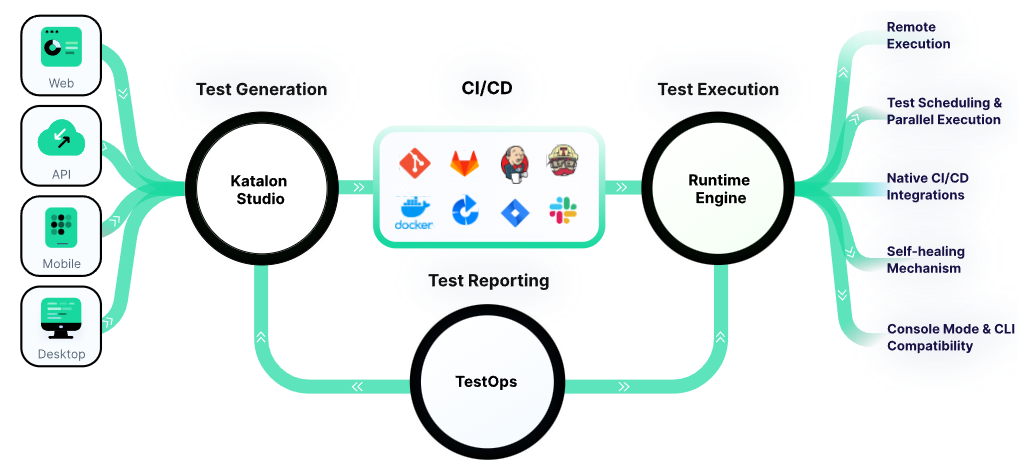 Web
API
Mobile
Desktop
Test Generation
Katalon
Studio
CI/CD
docker
Test Execution
Runtime
Engine
Test Reporting
TestOps
Remote
Execution
Test Scheduling &
Parallel Execution
Native CI/CD
Integrations
Self-healing
Mechanism
Console Mode & CLI
Compatibility